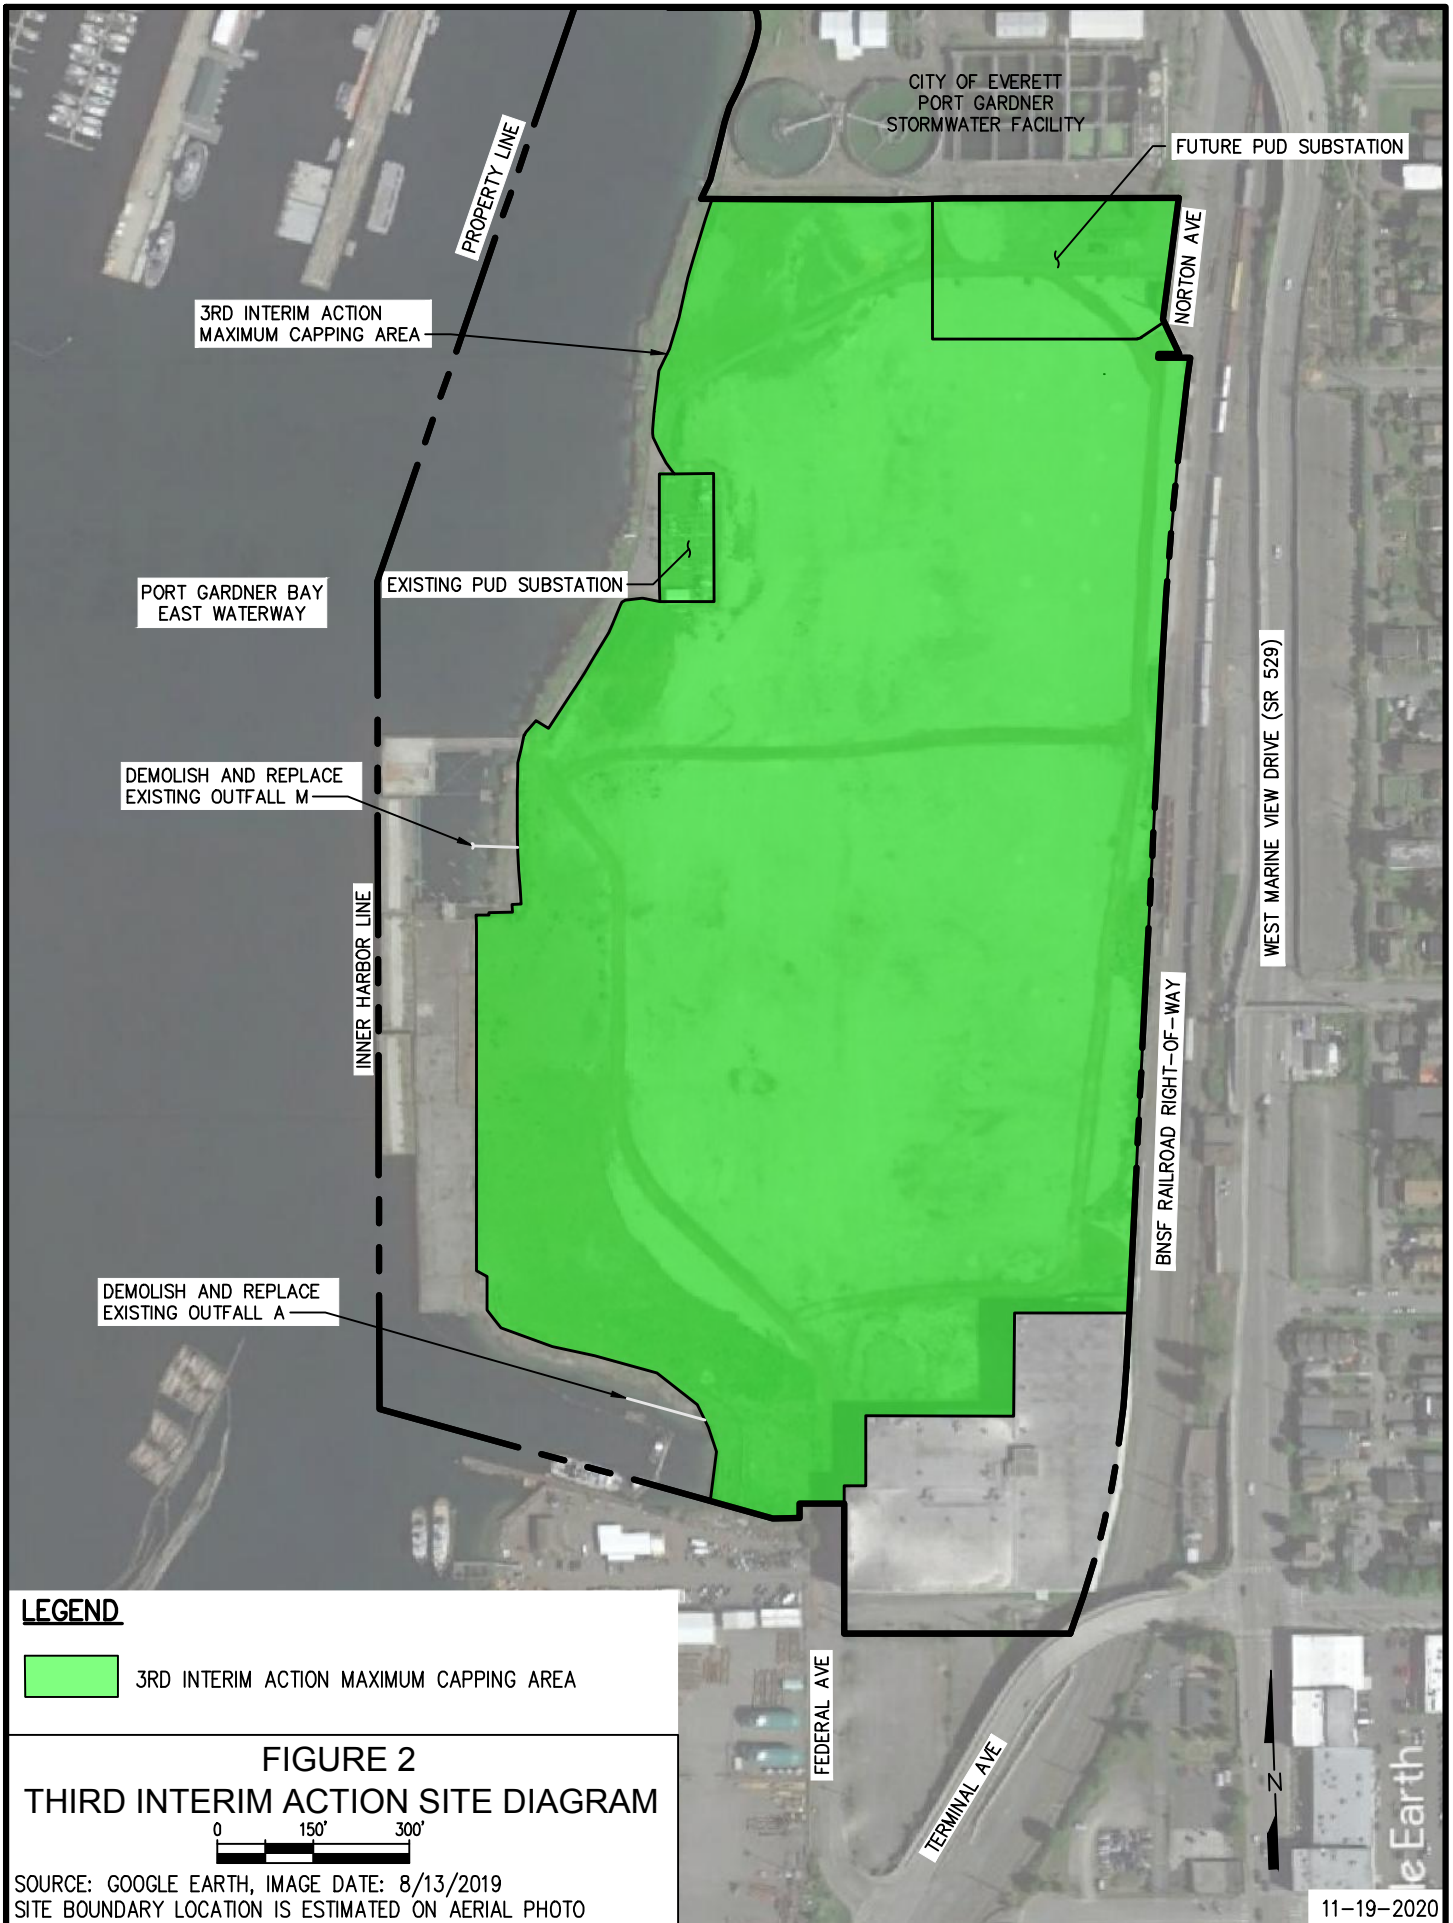 CITY OF EVERETT
PORT GARDNER
STORMWATER FACILITY
FUTURE PUD SUBSTATION
PROPERTY LINE
NORTON AVE
3RD INTERIM ACTION
MAXIMUM CAPPING AREA
EXISTING PUD SUBSTATION
PORT GARDNER BAY
EAST WATERWAY
WEST MARINE VIEW DRIVE (SR 529)
DEMOLISH AND REPLACE
EXISTING OUTFALL M
INNER HARBOR LINE
BNSF RAILROAD RIGHT-OF-WAY
DEMOLISH AND REPLACE
EXISTING OUTFALL A
LEGEND
3RD INTERIM ACTION MAXIMUM CAPPING AREA
FEDERAL AVE
TERMINAL AVE
N
FIGURE 2
THIRD INTERIM ACTION SITE DIAGRAM
0 150' 300'
SOURCE: GOOGLE EARTH, IMAGE DATE: 8/13/2019
SITE BOUNDARY LOCATION IS ESTIMATED ON AERIAL PHOTO
le Earth
11-19-2020